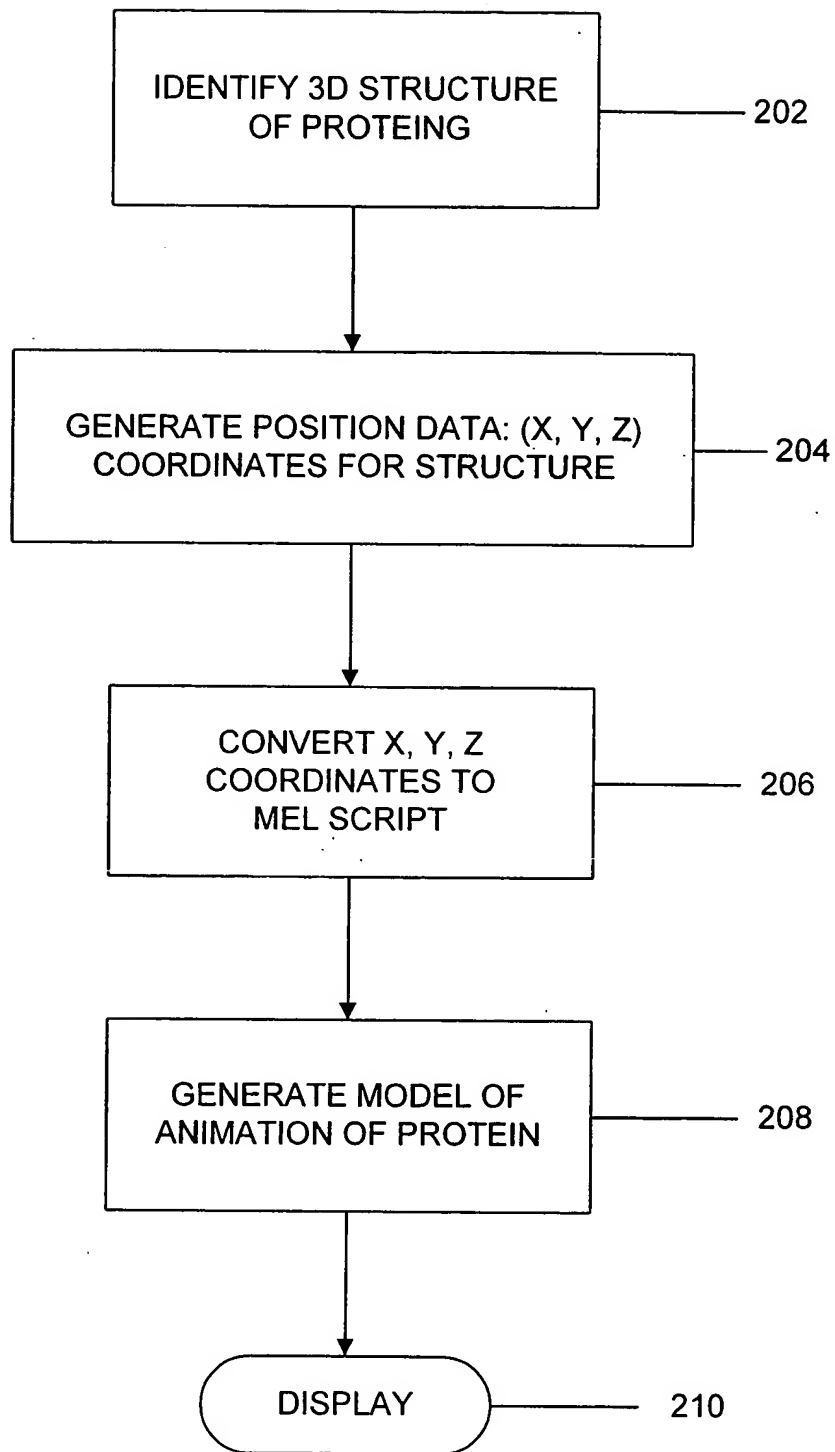 IDENTIFY 3D STRUCTURE
OF PROTEING
202
GENERATE POSITION DATA: (X, Y, Z)
COORDINATES FOR STRUCTURE
204
CONVERT X, Y, Z
COORDINATES TO
MEL SCRIPT
206
GENERATE MODEL OF
ANIMATION OF PROTEIN
208
DISPLAY
210